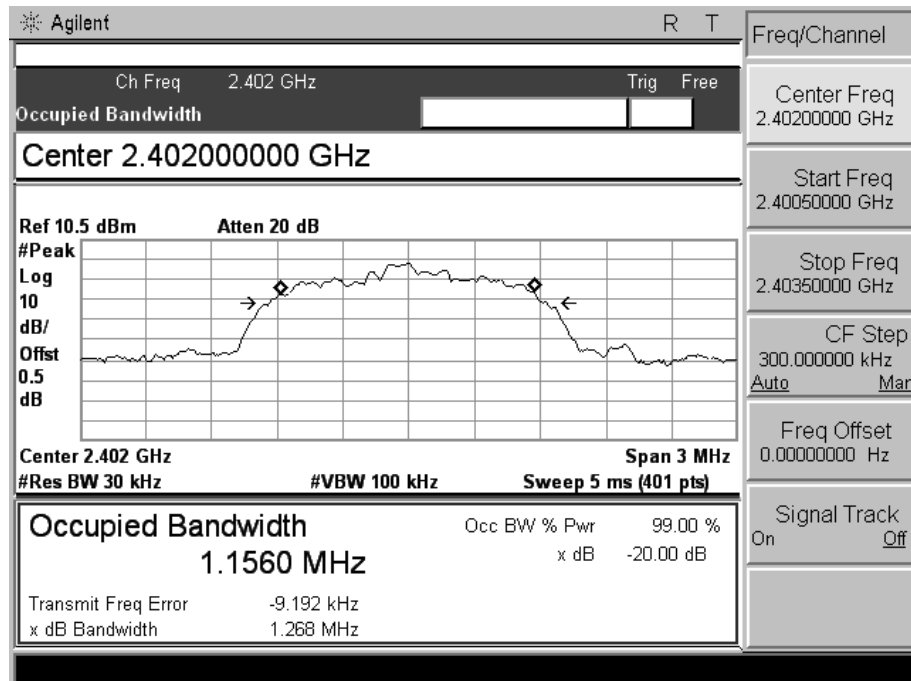 Agilent R T
Ch Freq 2.402 GHz Trig Free
Occupied Bandwidth
Center 2.402000000 GHz
Ref 10.5 dBm Atten 20 dB
#Peak
Log
10
dB/
Offst
0.5
dB
Center 2.402 GHz Span 3 MHz
#Res BW 30 kHz #VBW 100 kHz Sweep 5 ms (401 pts)
Occupied Bandwidth Occ BW % Pwr 99.00 %
1.1560 MHz x dB -20.00 dB
Transmit Freq Error -9.192 kHz
x dB Bandwidth 1.268 MHz
Freq/Channel
Center Freq
2.40200000 GHz
Start Freq
2.40050000 GHz
Stop Freq
2.40350000 GHz
CF Step
300.000000 kHz
Auto Man
Freq Offset
0.00000000 Hz
Signal Track
On Off